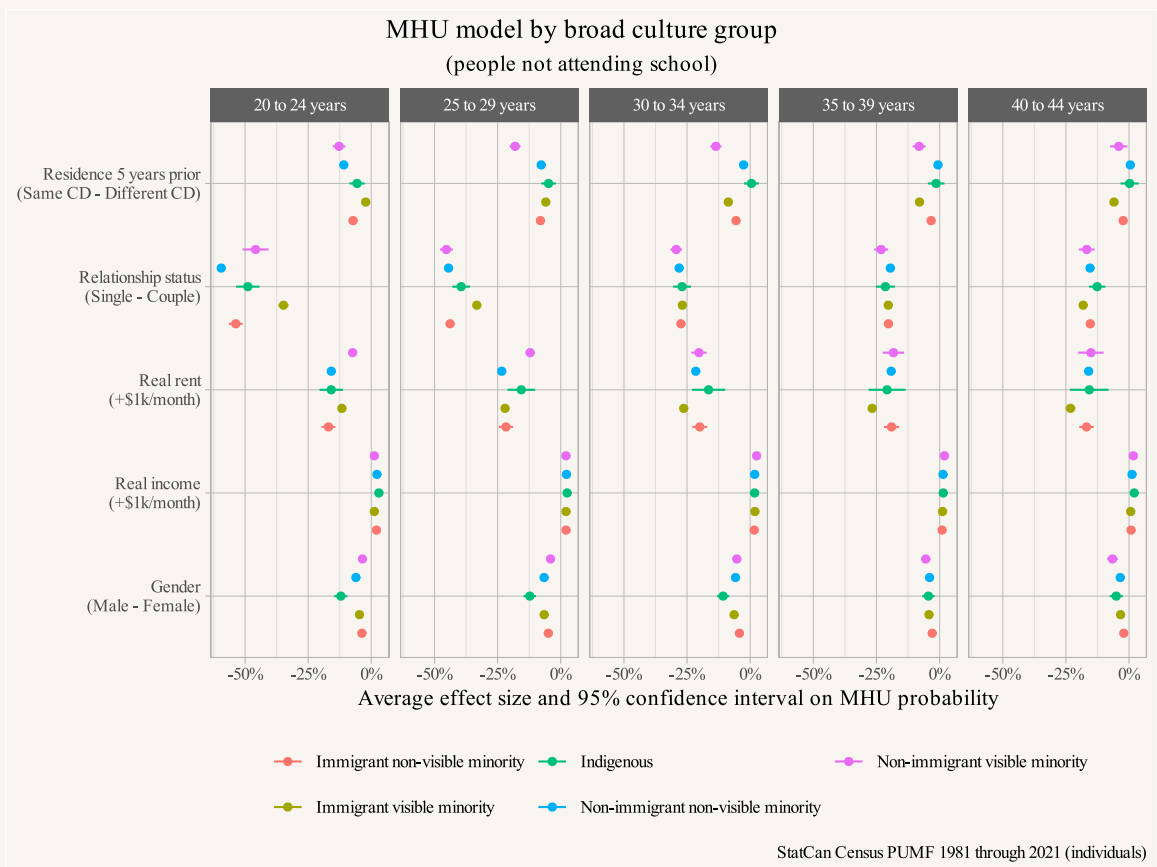 MHU model by broad culture group
(people not attending school)
20 to 24 years
25 to 29 years
30 to 34 years
35 to 39 years
40 to 44 years
Residence 5 years prior
(Same CD - Different CD)
Relationship status
(Single - Couple)
Real rent
(+$1k/month)
Real income
(+$1k/month)
Gender
(Male - Female)
-50% -25% 0% -50% -25% 0% -50% -25% 0% -50% -25% 0% -50% -25% 0%
Average effect size and 95% confidence interval on MHU probability
Immigrant non-visible minority
Indigenous
Non-immigrant visible minority
Immigrant visible minority
Non-immigrant non-visible minority
StatCan Census PUMF 1981 through 2021 (individuals)